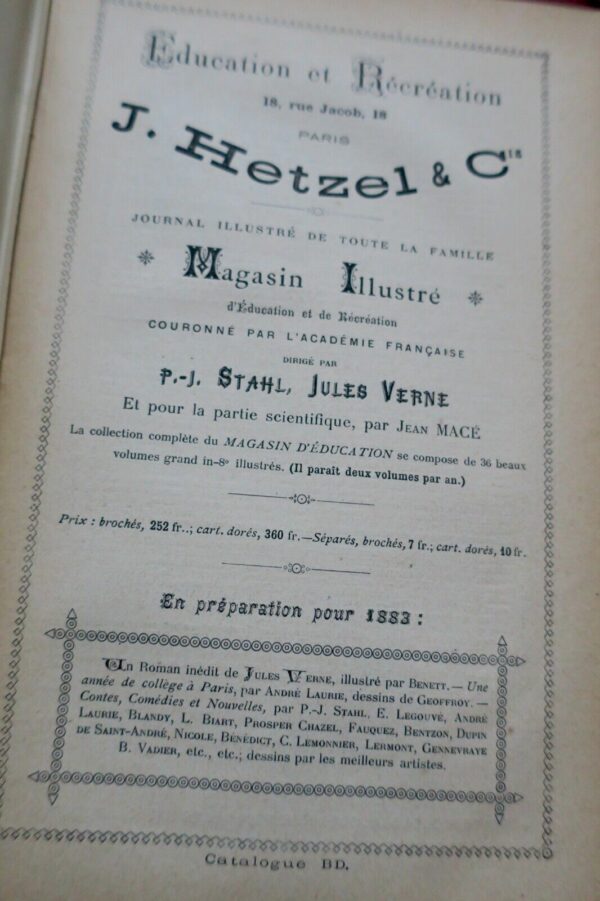 Education et Récréation
18, rue Jacob, 18
PARIS
J. Hetzel & Cie
JOURNAL ILLUSTRÉ DE TOUTE LA FAMILLE
Magasin Illustré
d'Éducation et de Récréation
COURONNÉ PAR L'ACADÉMIE FRANÇAISE
DIRIGÉ PAR
P.-J. STAHL, JULES VERNE
Et pour la partie scientifique, par JEAN MACÉ
La collection complète du MAGASIN D'ÉDUCATION se compose de 36 beaux
volumes grand in-8º illustrés. (Il paraît deux volumes par an.)
Prix : brochés, 252 fr..; cart. dorés, 360 fr.—Séparés, brochés, 7 fr.; cart. dorés, 10 fr.
En préparation pour 1883 :
Un Roman inédit de JULES VERNE, illustré par BENETT. — Une
année de collège à Paris, par ANDRÉ LAURIE, dessins de GEOFFROY. —
Contes, Comédies et Nouvelles, par P.-J. STAHL, E. LEGOUVÉ, ANDRÉ
LAURIE, BLANDY, L. BIART, PROSPER CHAZEL, FAUQUEZ, BENTZON, DUPIN
DE SAINT-ANDRÉ, NICOLE, BÉNÉDICT, C. LEMONNIER, LERMONT, GENNEVRAYE
B. VADIER, etc., etc.; dessins par les meilleurs artistes.
Catalogue BD.